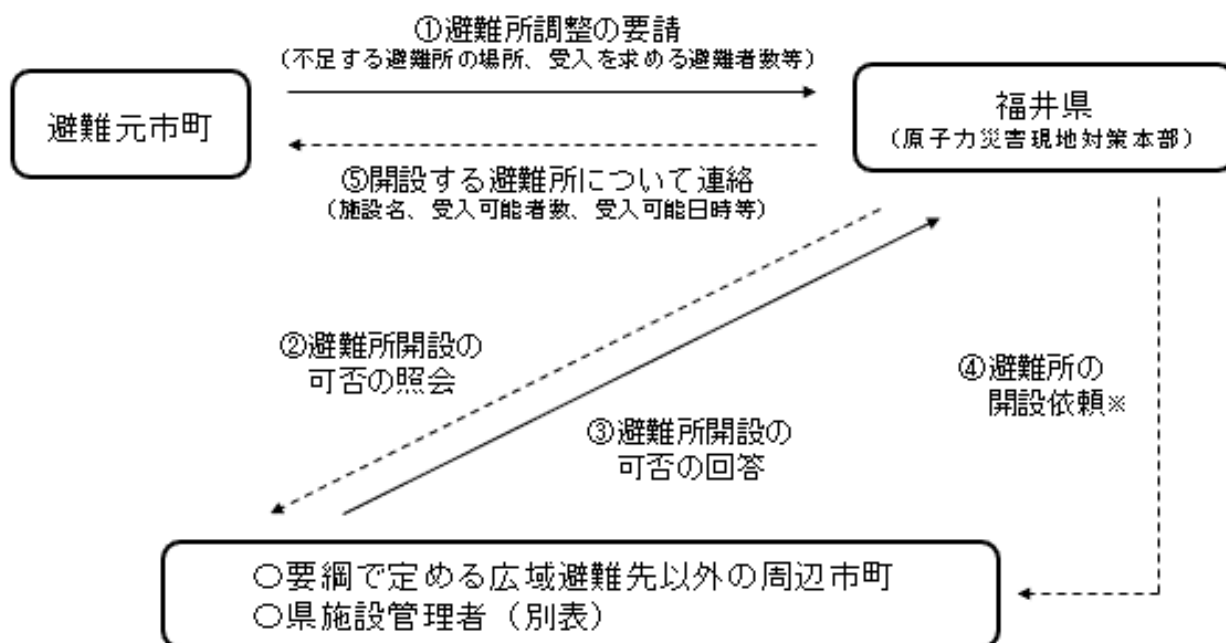 ①避難所調整の要請
（不足する避難所の場所、受入を求める避難者数等）
避難元市町
福井県
（原子力災害現地対策本部）
⑤開設する避難所について連絡
（施設名、受入可能者数、受入可能日時等）
②避難所開設の
可否の照会
④避難所の
開設依頼※
③避難所開設の
可否の回答
○要綱で定める広域避難先以外の周辺市町
○県施設管理者（別表）